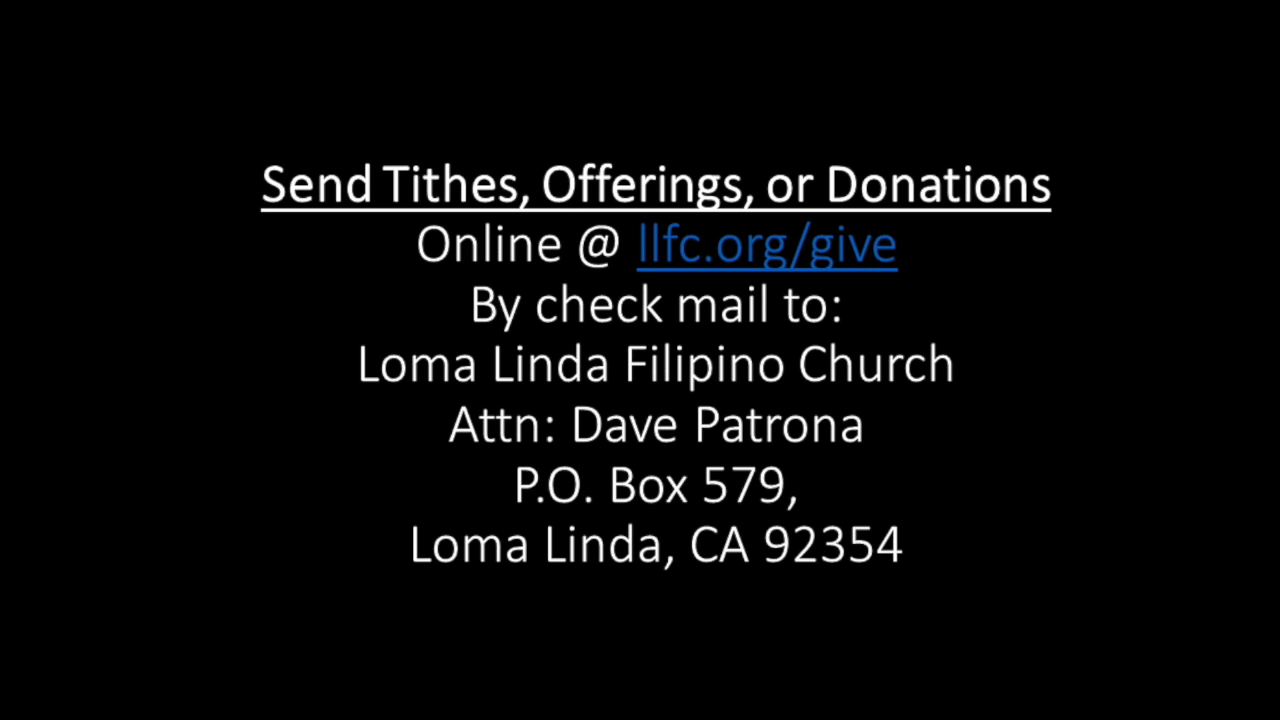 Send Tithes, Offerings, or Donations
Online @ llfc.org/give
By check mail to:
Loma Linda Filipino Church
Attn: Dave Patrona
P.O. Box 579,
Loma Linda, CA 92354